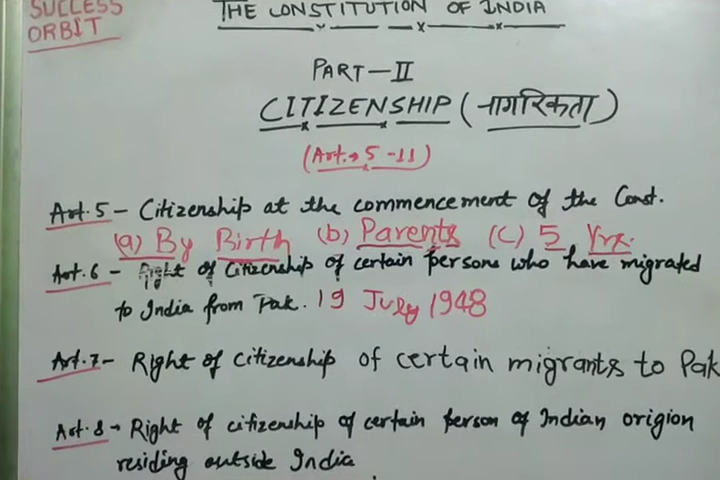 SUCCESS
ORBIT
THE CONSTITUTION OF INDIA
PART-II
CITIZENSHIP (नागरिकता)
(Art. → 5-11)
Art. 5 - Citizenship at the commencement of the Const.
(a) By Birth (b) Parents (c) 5 Yrs.
Art. 6 - Right of Citizenship of certain persons who have migrated
to India from Pak. 19 July 1948
Art. 7 - Right of citizenship of certain migrants to Pak
Art. 8 → Right of citizenship of certain person of Indian origion
residing outside India.